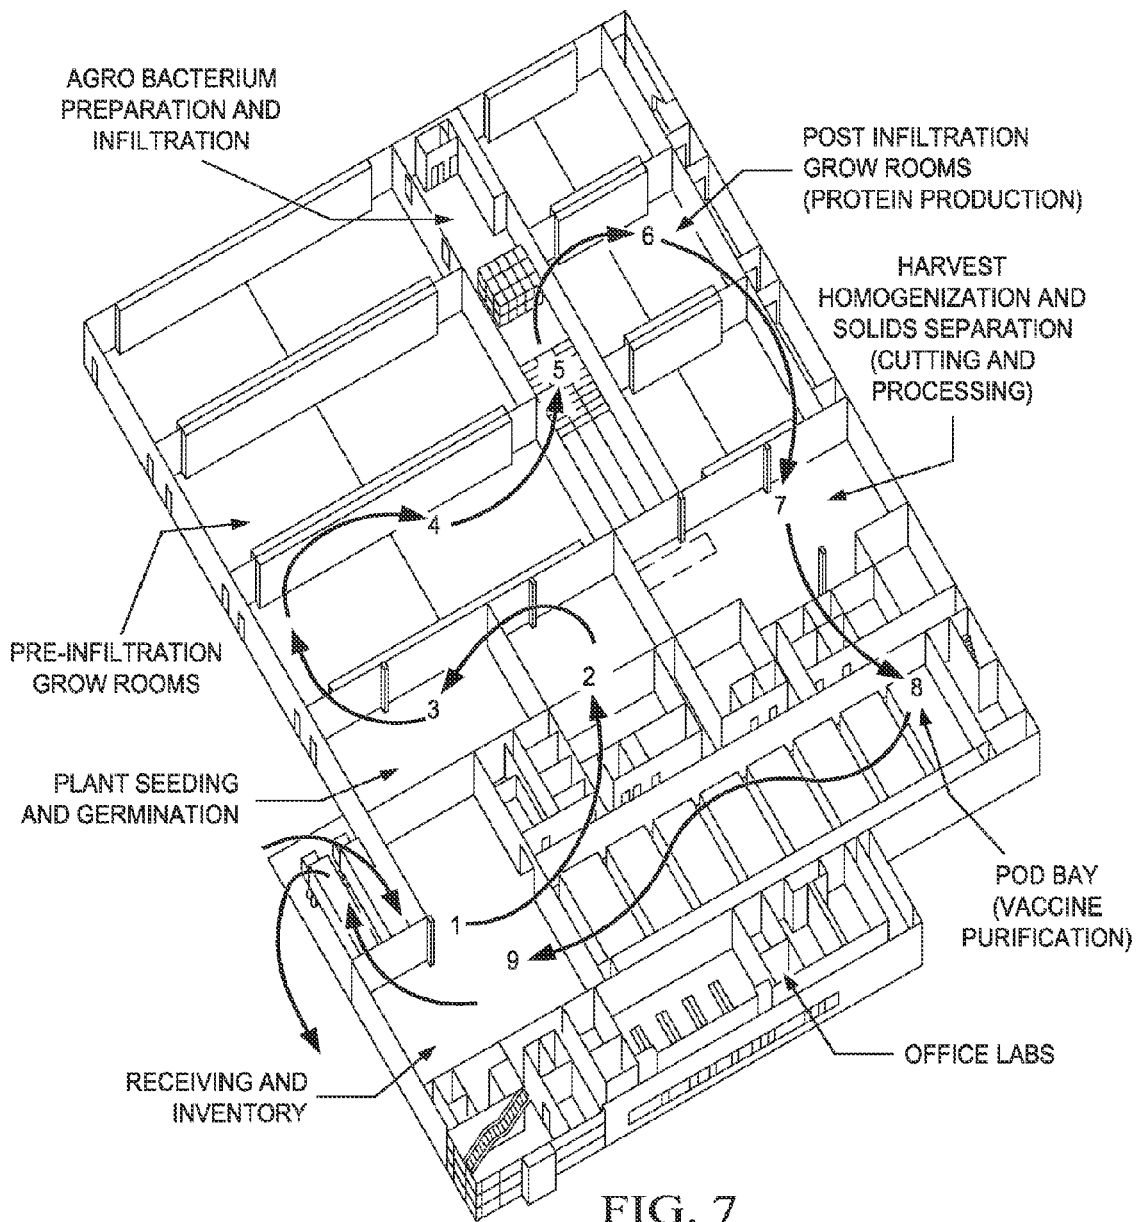 AGRO BACTERIUM
PREPARATION AND
INFILTRATION
POST INFILTRATION
GROW ROOMS
(PROTEIN PRODUCTION)
6
HARVEST
HOMOGENIZATION AND
SOLIDS SEPARATION
(CUTTING AND
PROCESSING)
5
7
4
PRE-INFILTRATION
GROW ROOMS
2
3
8
PLANT SEEDING
AND GERMINATION
POD BAY
(VACCINE
PURIFICATION)
1
9
OFFICE LABS
RECEIVING AND
INVENTORY
FIG. 7